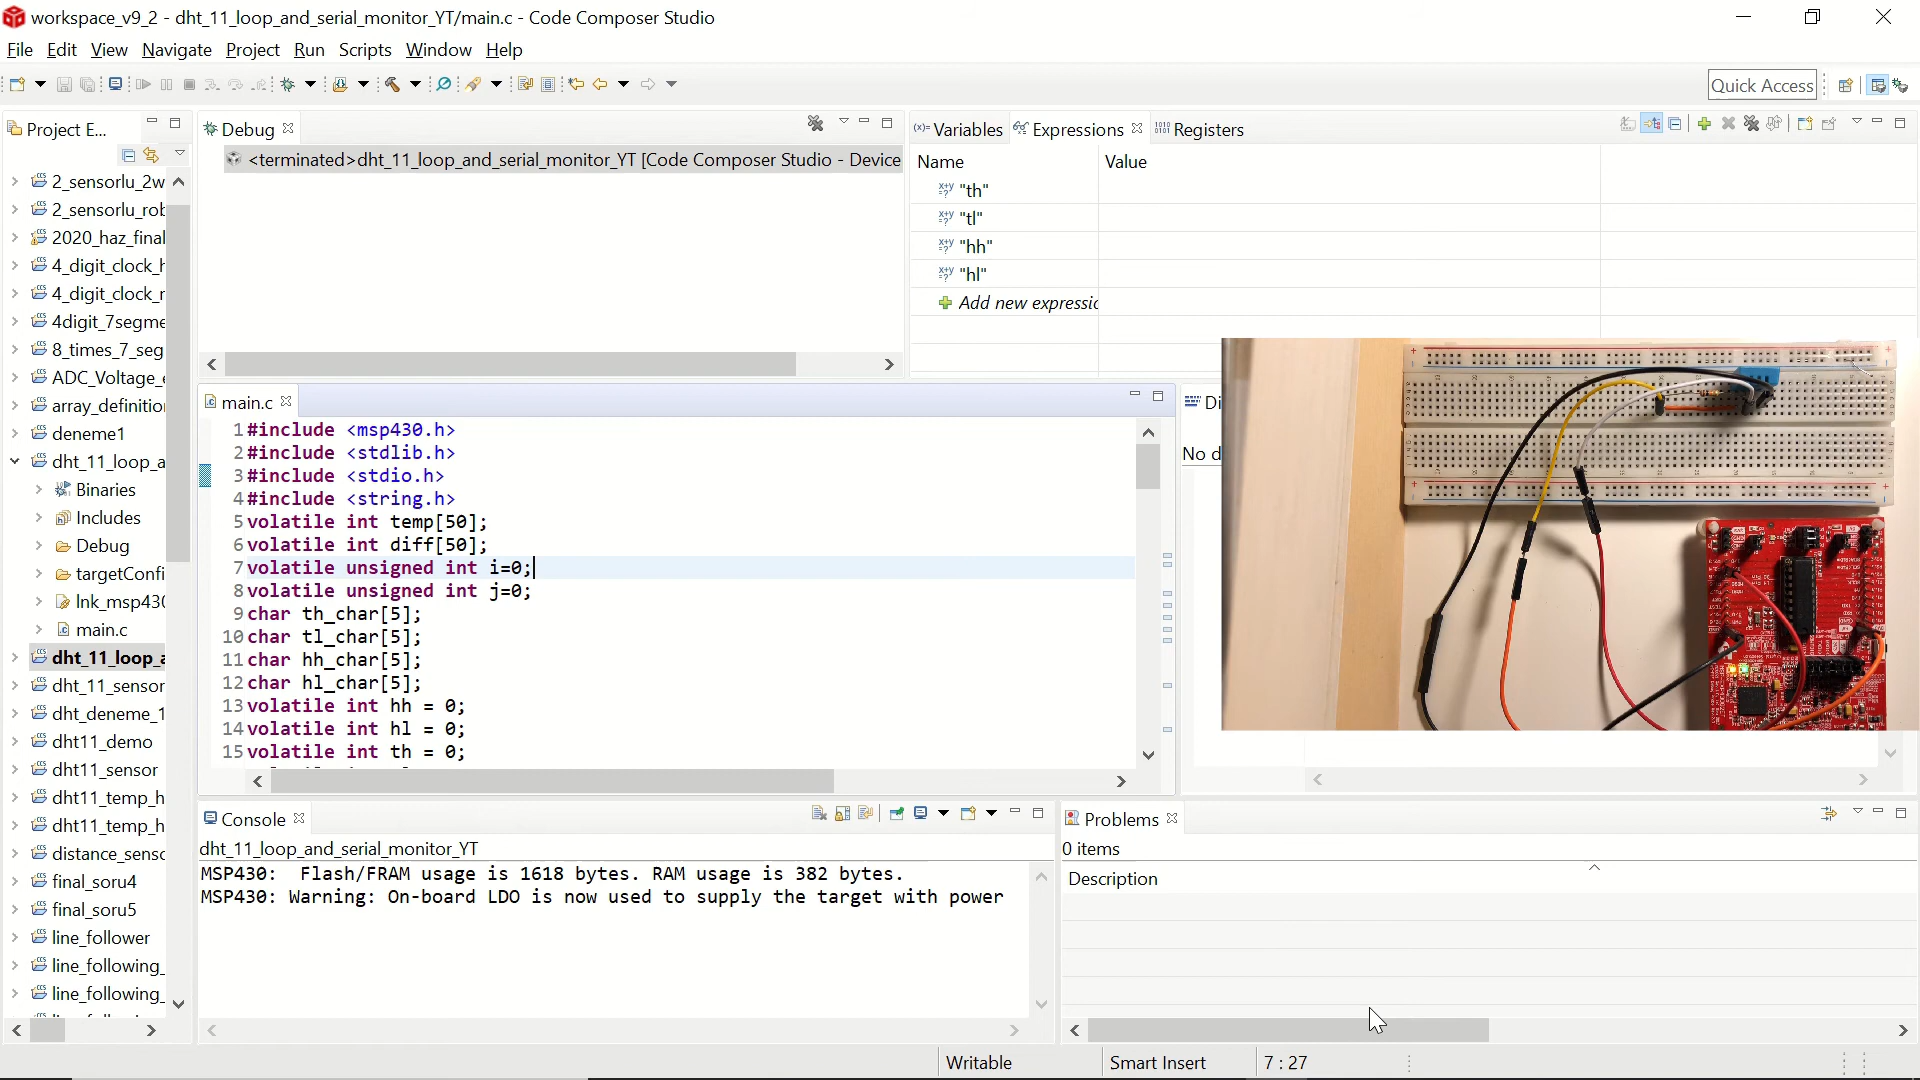 workspace_v9_2 - dht_11_loop_and_serial_monitor_YT/main.c - Code Composer Studio
File Edit View Navigate Project Run Scripts Window Help
Quick Access
Project E...
2_sensorlu_2w
2_sensorlu_rob
2020_haz_final
4_digit_clock_h
4_digit_clock_r
4digit_7segme
8_times_7_seg
ADC_Voltage_e
array_definitio
deneme1
dht_11_loop_a
Binaries
Includes
Debug
targetConfi
lnk_msp430
main.c
dht_11_loop_a
dht_11_sensor
dht_deneme_1
dht11_demo
dht11_sensor
dht11_temp_h
dht11_temp_h
distance_senso
final_soru4
final_soru5
line_follower
line_following_
line_following_
Debug
<terminated>dht_11_loop_and_serial_monitor_YT [Code Composer Studio - Device
Variables Expressions Registers
Name Value
"th"
"tl"
"hh"
"hl"
Add new expressic
main.c
1 #include <msp430.h>
2 #include <stdlib.h>
3 #include <stdio.h>
4 #include <string.h>
5 volatile int temp[50];
6 volatile int diff[50];
7 volatile unsigned int i=0;
8 volatile unsigned int j=0;
9 char th_char[5];
10 char tl_char[5];
11 char hh_char[5];
12 char hl_char[5];
13 volatile int hh = 0;
14 volatile int hl = 0;
15 volatile int th = 0;
Di
No d
Console
dht_11_loop_and_serial_monitor_YT
MSP430: Flash/FRAM usage is 1618 bytes. RAM usage is 382 bytes.
MSP430: Warning: On-board LDO is now used to supply the target with power
Problems
0 items
Description
Writable Smart Insert 7 : 27